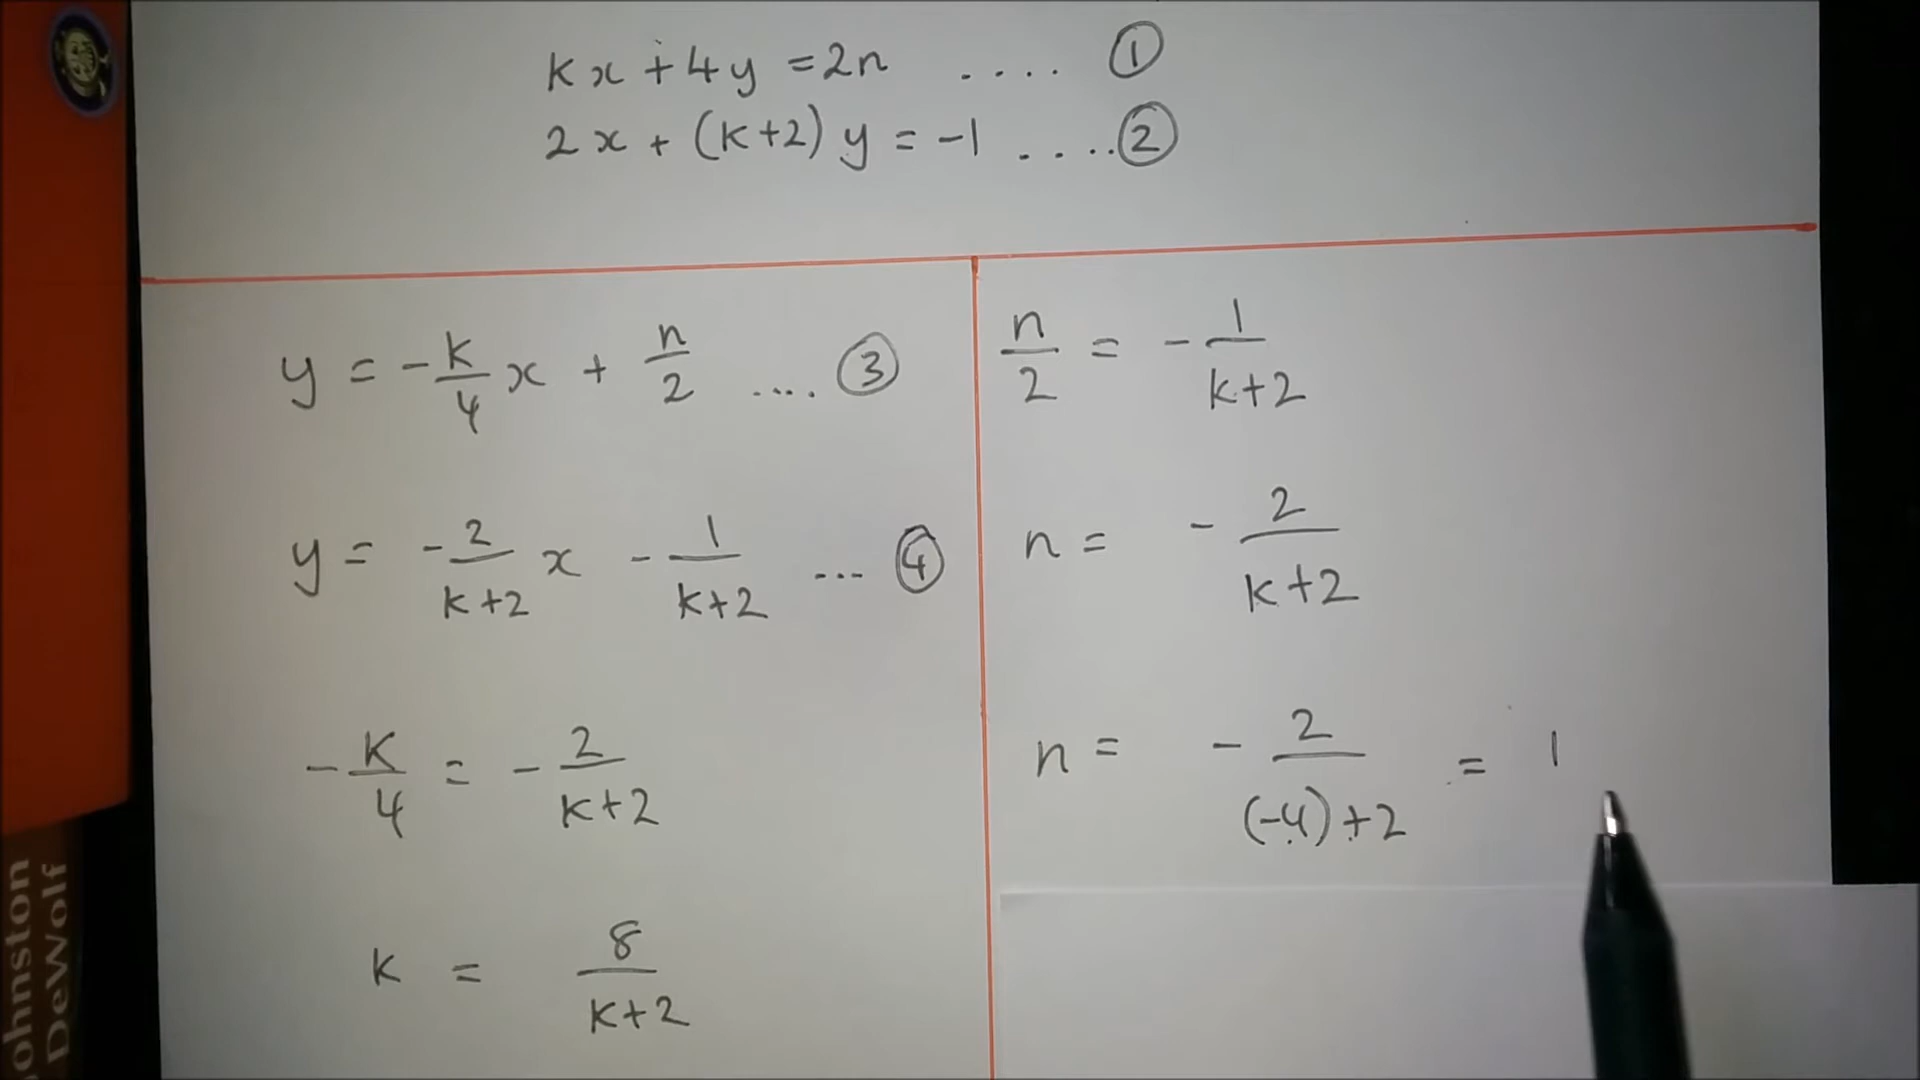 kx + 4y = 2n .... ①
2x + (k+2) y = -1 .... ②
y = -k/4 x + n/2 .... ③
y = -2/(k+2) x - 1/(k+2) ... ④
-k/4 = -2/(k+2)
k = 8/(k+2)
n/2 = -1/(k+2)
n = -2/(k+2)
n = -2/((-4)+2) = 1
ohnston
DeWolf